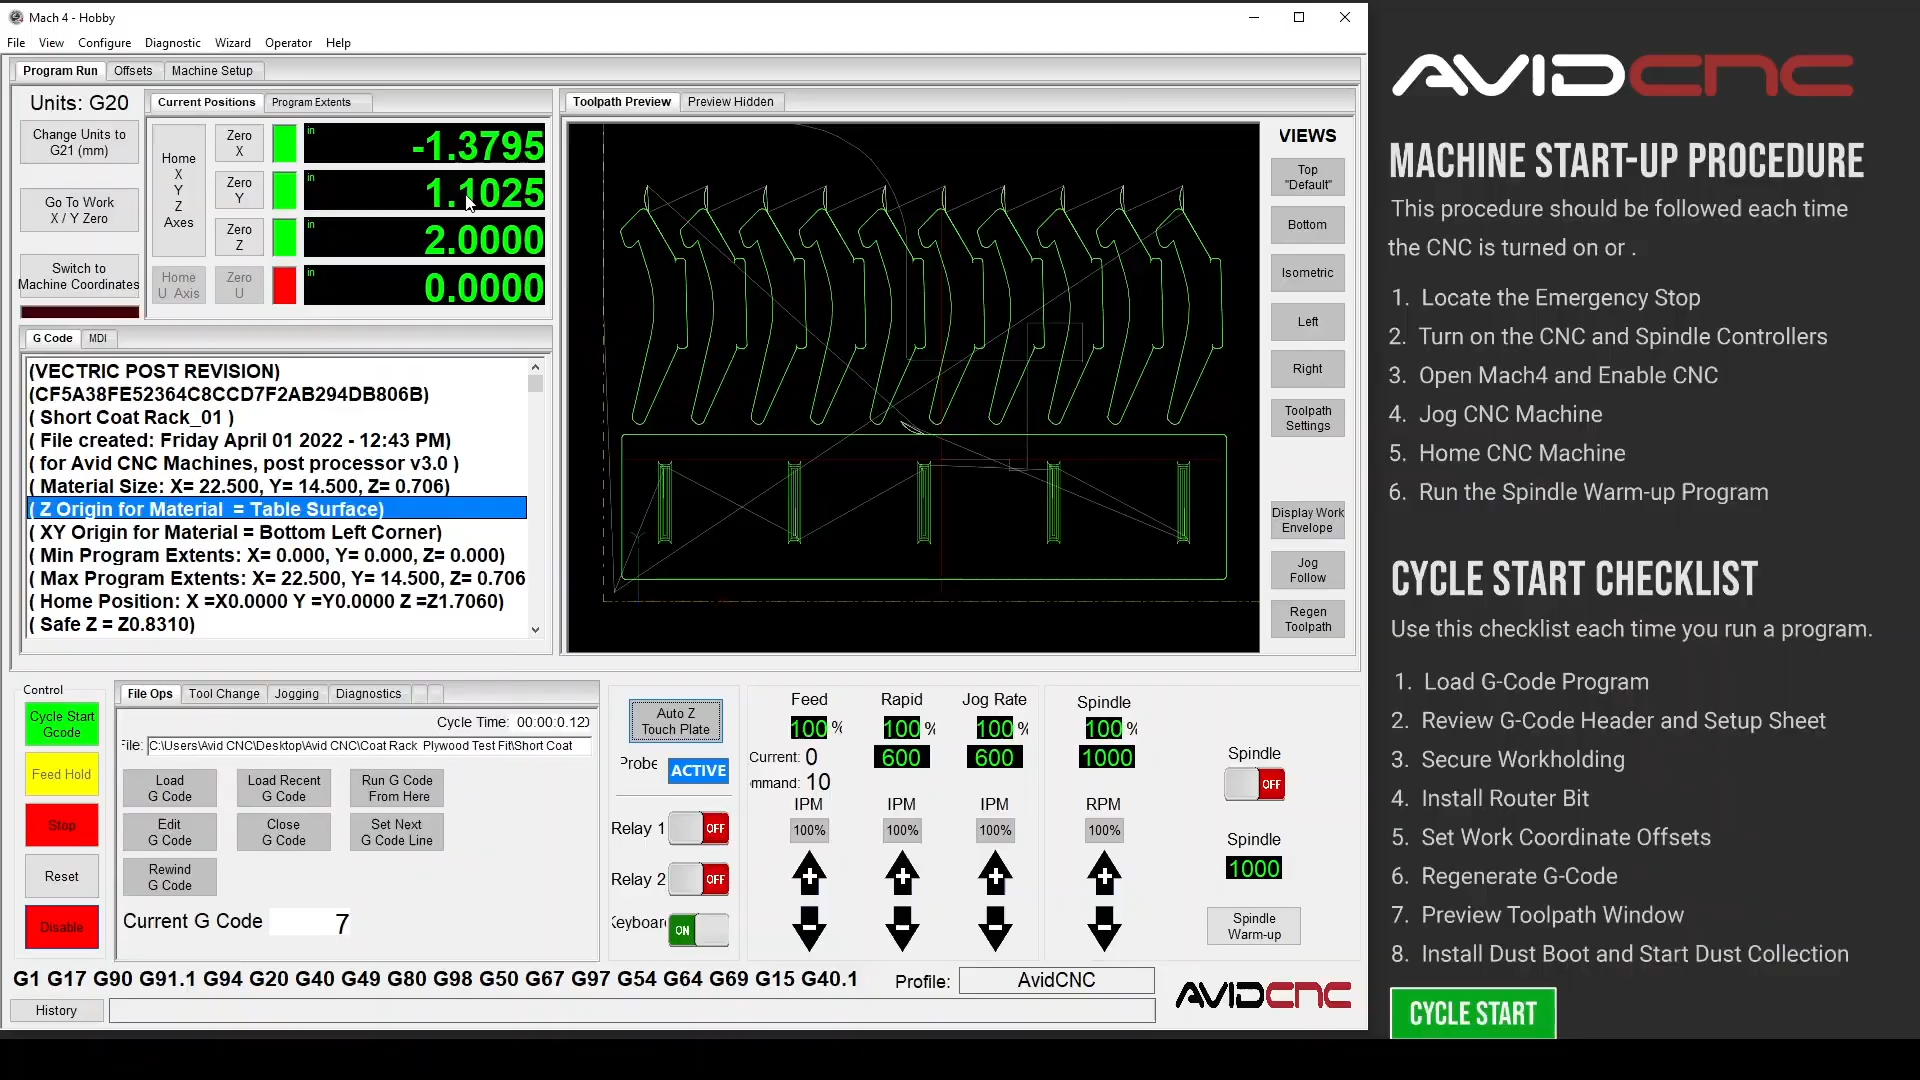 Mach 4 - Hobby
File View Configure Diagnostic Wizard Operator Help
Program Run Offsets Machine Setup
Units: G20
Change Units to
G21 (mm)
Go To Work
X / Y Zero
Switch to
Machine Coordinates
Current Positions Program Extents
Home
X
Y
Z
Axes
Zero
X
in
-1.3795
Zero
Y
in
1.1025
Zero
Z
in
2.0000
Home
U Axis
Zero
U
in
0.0000
G Code MDI
(VECTRIC POST REVISION)
(CF5A38FE52364C8CCD7F2AB294DB806B)
( Short Coat Rack_01 )
( File created: Friday April 01 2022 - 12:43 PM)
( for Avid CNC Machines, post processor v3.0 )
( Material Size: X= 22.500, Y= 14.500, Z= 0.706)
( Z Origin for Material = Table Surface)
( XY Origin for Material = Bottom Left Corner)
( Min Program Extents: X= 0.000, Y= 0.000, Z= 0.000)
( Max Program Extents: X= 22.500, Y= 14.500, Z= 0.706
( Home Position: X =X0.0000 Y =Y0.0000 Z =Z1.7060)
( Safe Z = Z0.8310)
Toolpath Preview Preview Hidden
VIEWS
Top
"Default"
Bottom
Isometric
Left
Right
Toolpath
Settings
Display Work
Envelope
Jog
Follow
Regen
Toolpath
Control
Cycle Start
Gcode
Feed Hold
Stop
Reset
Disable
File Ops Tool Change Jogging Diagnostics
Cycle Time: 00:00:0.12
File: C:\Users\Avid CNC\Desktop\Avid CNC\Coat Rack Plywood Test Fit\Short Coat
Load
G Code
Load Recent
G Code
Run G Code
From Here
Edit
G Code
Close
G Code
Set Next
G Code Line
Rewind
G Code
Current G Code 7
Auto Z
Touch Plate
Probe ACTIVE
Relay 1 OFF
Relay 2 OFF
Keyboar ON
Feed Rapid Jog Rate Spindle
100 % 100 % 100 % 100 %
Current: 0 600 600 1000
mmand: 10
IPM IPM IPM RPM
100% 100% 100% 100%
Spindle
OFF
Spindle
1000
Spindle
Warm-up
G1 G17 G90 G91.1 G94 G20 G40 G49 G80 G98 G50 G67 G97 G54 G64 G69 G15 G40.1
Profile: AvidCNC
AVIDCNC
History
AVIDCNC
MACHINE START-UP PROCEDURE
This procedure should be followed each time
the CNC is turned on or .
1. Locate the Emergency Stop
2. Turn on the CNC and Spindle Controllers
3. Open Mach4 and Enable CNC
4. Jog CNC Machine
5. Home CNC Machine
6. Run the Spindle Warm-up Program
CYCLE START CHECKLIST
Use this checklist each time you run a program.
1. Load G-Code Program
2. Review G-Code Header and Setup Sheet
3. Secure Workholding
4. Install Router Bit
5. Set Work Coordinate Offsets
6. Regenerate G-Code
7. Preview Toolpath Window
8. Install Dust Boot and Start Dust Collection
CYCLE START